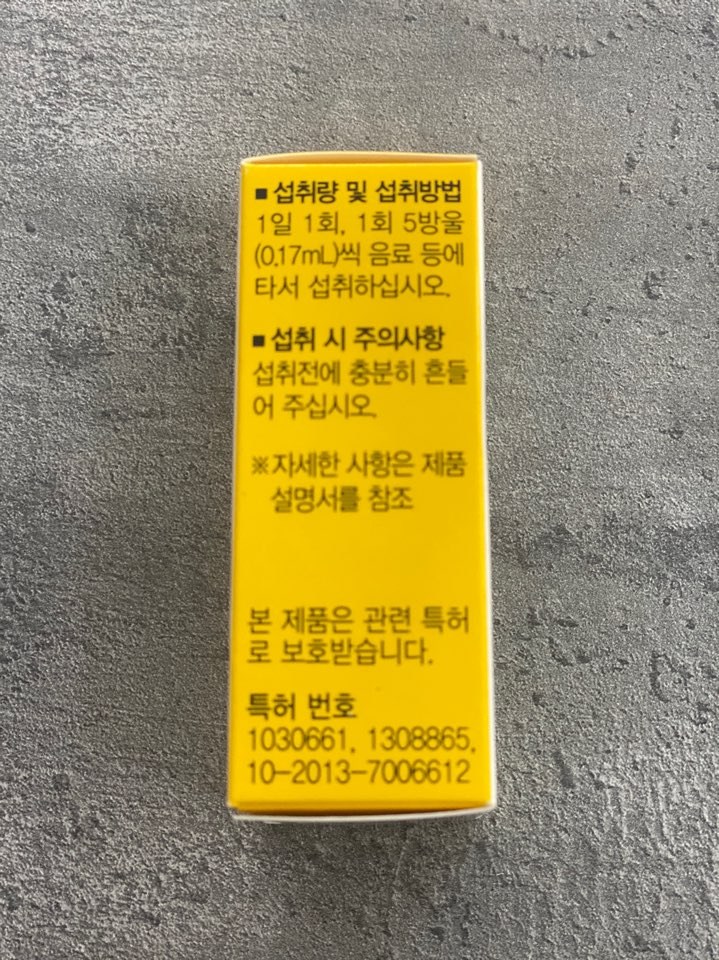 ■ 섭취량 및 섭취방법
1일 1회, 1회 5방울
(0.17mL)씩 음료 등에
타서 섭취하십시오.
■ 섭취 시 주의사항
섭취전에 충분히 흔들
어 주십시오.
※자세한 사항은 제품
설명서를 참조
본 제품은 관련 특허
로 보호받습니다.
특허 번호
1030661, 1308865,
10-2013-7006612